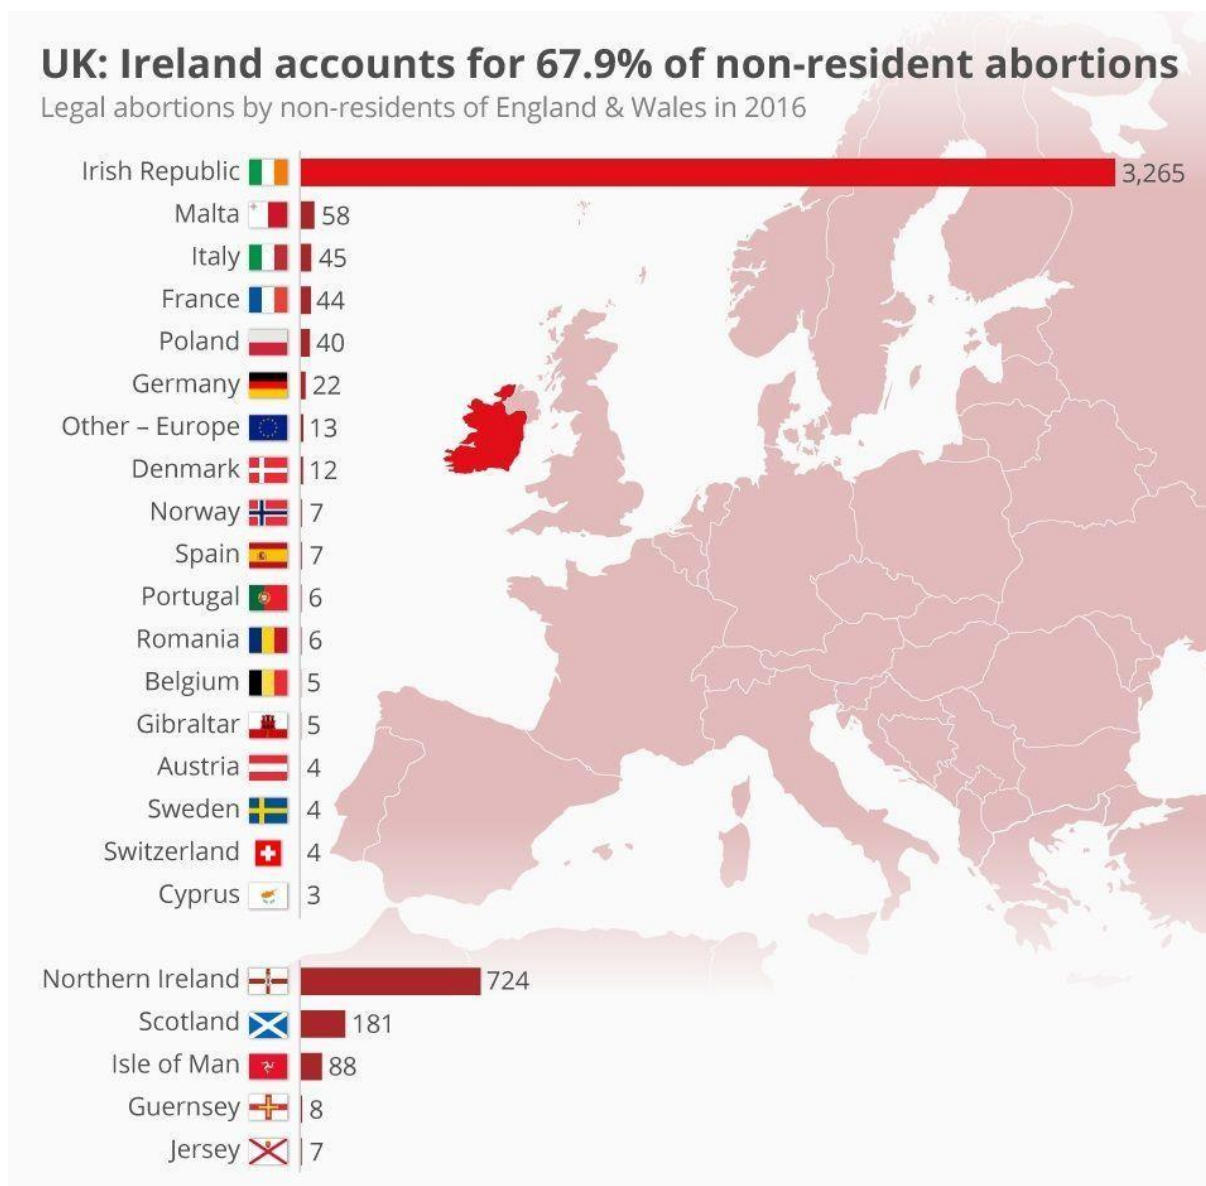 UK: Ireland accounts for 67.9% of non-resident abortions
Legal abortions by non-residents of England & Wales in 2016
Irish Republic 3,265
Malta 58
Italy 45
France 44
Poland 40
Germany 22
Other – Europe 13
Denmark 12
Norway 7
Spain 7
Portugal 6
Romania 6
Belgium 5
Gibraltar 5
Austria 4
Sweden 4
Switzerland 4
Cyprus 3
Northern Ireland 724
Scotland 181
Isle of Man 88
Guernsey 8
Jersey 7